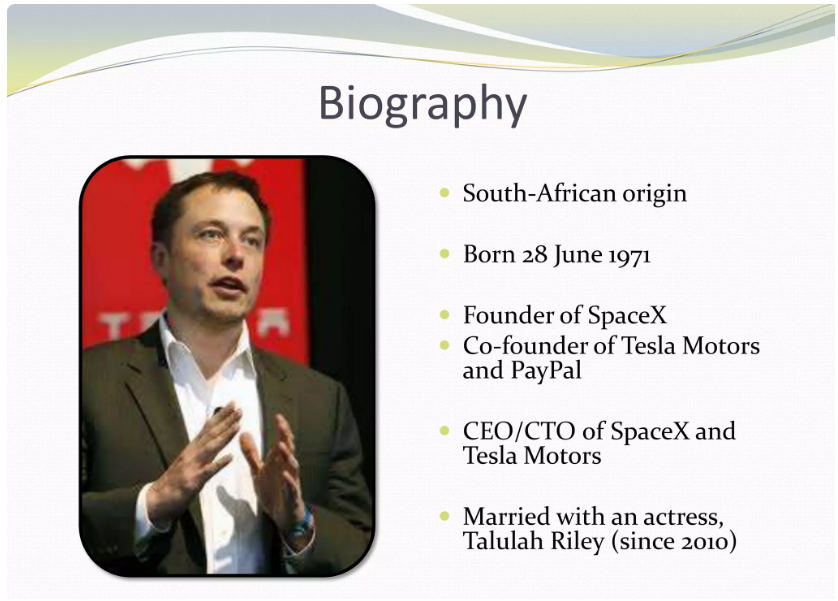 Biography
South-African origin
Born 28 June 1971
Founder of SpaceX
Co-founder of Tesla Motors
and PayPal
CEO/CTO of SpaceX and
Tesla Motors
Married with an actress,
Talulah Riley (since 2010)